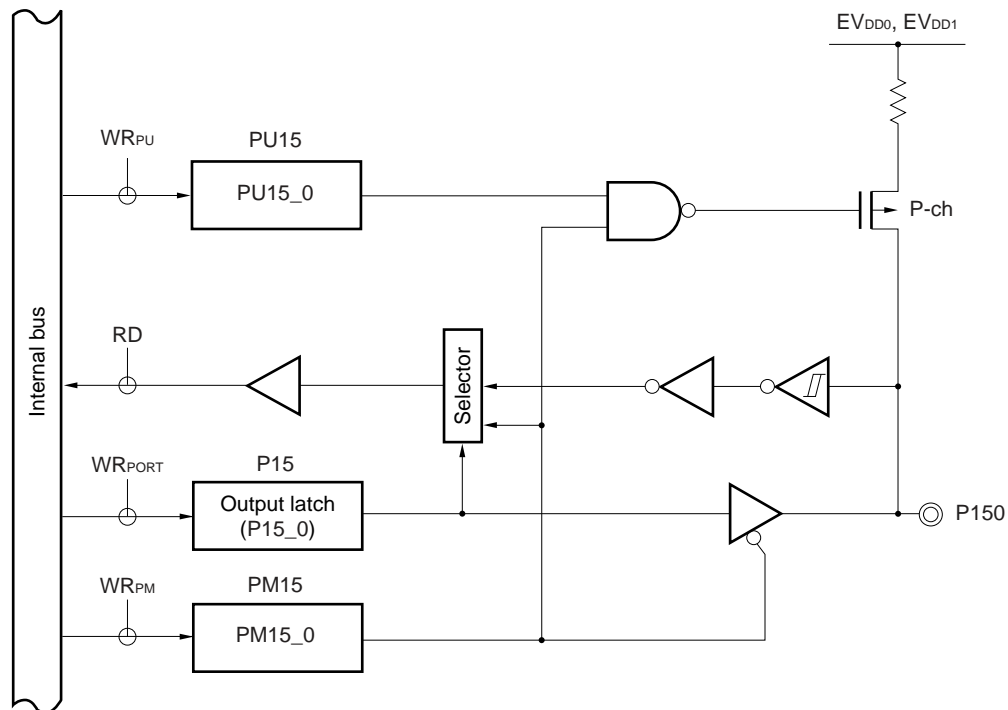 EVDD0, EVDD1
WRPU
PU15
PU15_0
P-ch
Internal bus
RD
Selector
WRPORT
P15
Output latch
(P15_0)
P150
WRPM
PM15
PM15_0